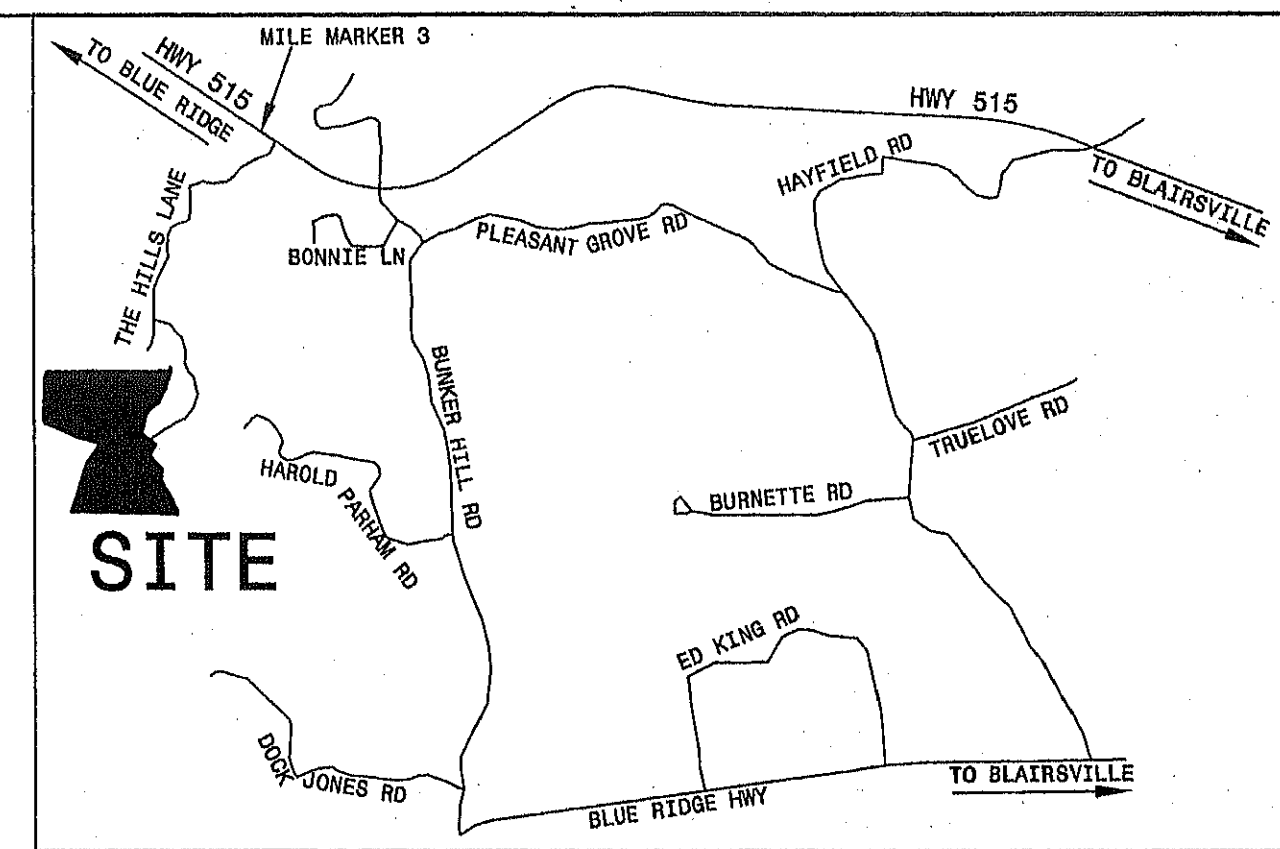 MILE MARKER 3
HWY 515
TO BLUE RIDGE
HWY 515
HAYFIELD RD
TO BLAIRSVILLE
THE HILLS LANE
PLEASANT GROVE RD
BONNIE LN
BUNKER HILL RD
TRUELOVE RD
HAROLD PARHAM RD
BURNETTE RD
SITE
ED KING RD
DOCK JONES RD
TO BLAIRSVILLE
BLUE RIDGE HWY